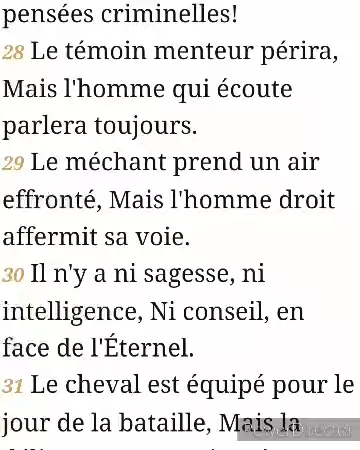 pensées criminelles!
28 Le témoin menteur périra,
Mais l'homme qui écoute
parlera toujours.
29 Le méchant prend un air
effronté, Mais l'homme droit
affermit sa voie.
30 Il n'y a ni sagesse, ni
intelligence, Ni conseil, en
face de l'Éternel.
31 Le cheval est équipé pour le
jour de la bataille, Mais la
PowerDirector